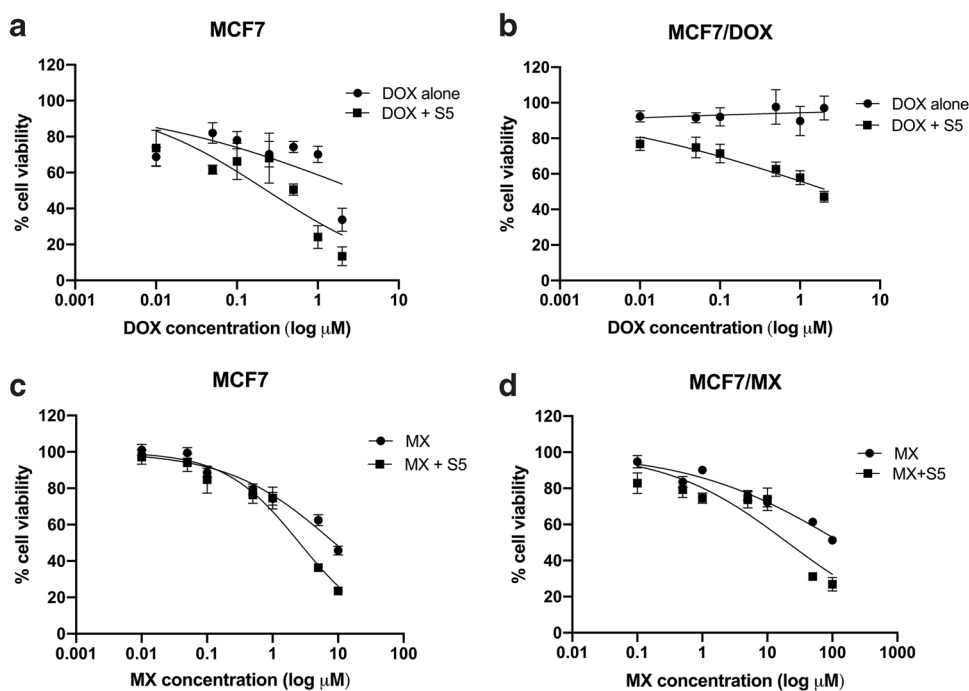 a
MCF7
120
100
80
60
40
20
0
% cell viability
0.001
0.01
0.1
1
10
DOX concentration (log μM)
DOX alone
DOX + S5
b
MCF7/DOX
120
100
80
60
40
20
0
% cell viability
0.001
0.01
0.1
1
10
DOX concentration (log μM)
DOX alone
DOX + S5
c
MCF7
120
100
80
60
40
20
0
% cell viability
0.001
0.01
0.1
1
10
100
MX concentration (log μM)
MX
MX + S5
d
MCF7/MX
120
100
80
60
40
20
0
% cell viability
0.01
0.1
1
10
100
1000
MX concentration (log μM)
MX
MX+S5